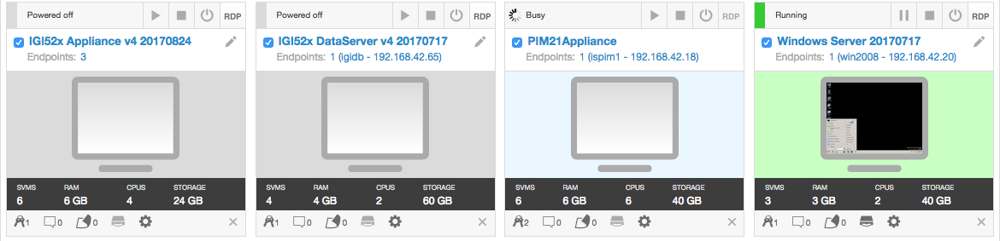 Powered off RDP
IGI52x Appliance v4 20170824
Endpoints: 3
SVMS RAM CPUS STORAGE
6 6 GB 4 24 GB
1 0 0
Powered off RDP
IGI52x DataServer v4 20170717
Endpoints: 1 (igidb - 192.168.42.65)
SVMS RAM CPUS STORAGE
4 4 GB 2 60 GB
1 0 0
Busy RDP
PIM21Appliance
Endpoints: 1 (ispim1 - 192.168.42.18)
SVMS RAM CPUS STORAGE
6 6 GB 6 40 GB
2 0 0
Running RDP
Windows Server 20170717
Endpoints: 1 (win2008 - 192.168.42.20)
SVMS RAM CPUS STORAGE
3 3 GB 2 40 GB
1 0 0